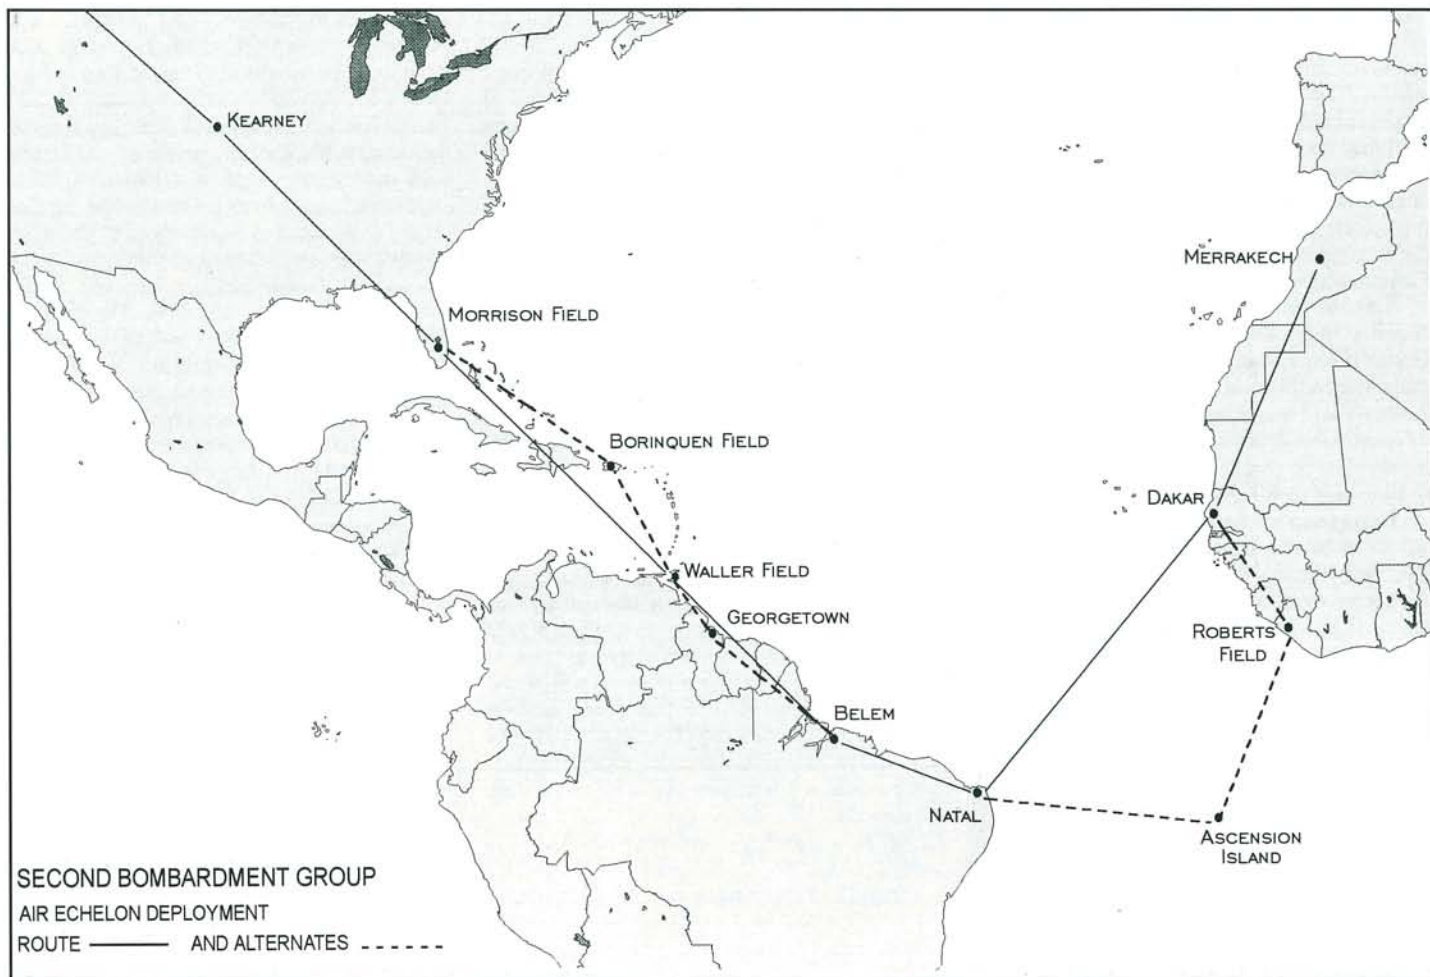 KEARNEY
MERRAKECH
MORRISON FIELD
BORINQUEN FIELD
DAKAR
WALLER FIELD
GEORGETOWN
ROBERTS
FIELD
BELEM
NATAL
ASCENSION
ISLAND
SECOND BOMBARDMENT GROUP
AIR ECHELON DEPLOYMENT
ROUTE AND ALTERNATES